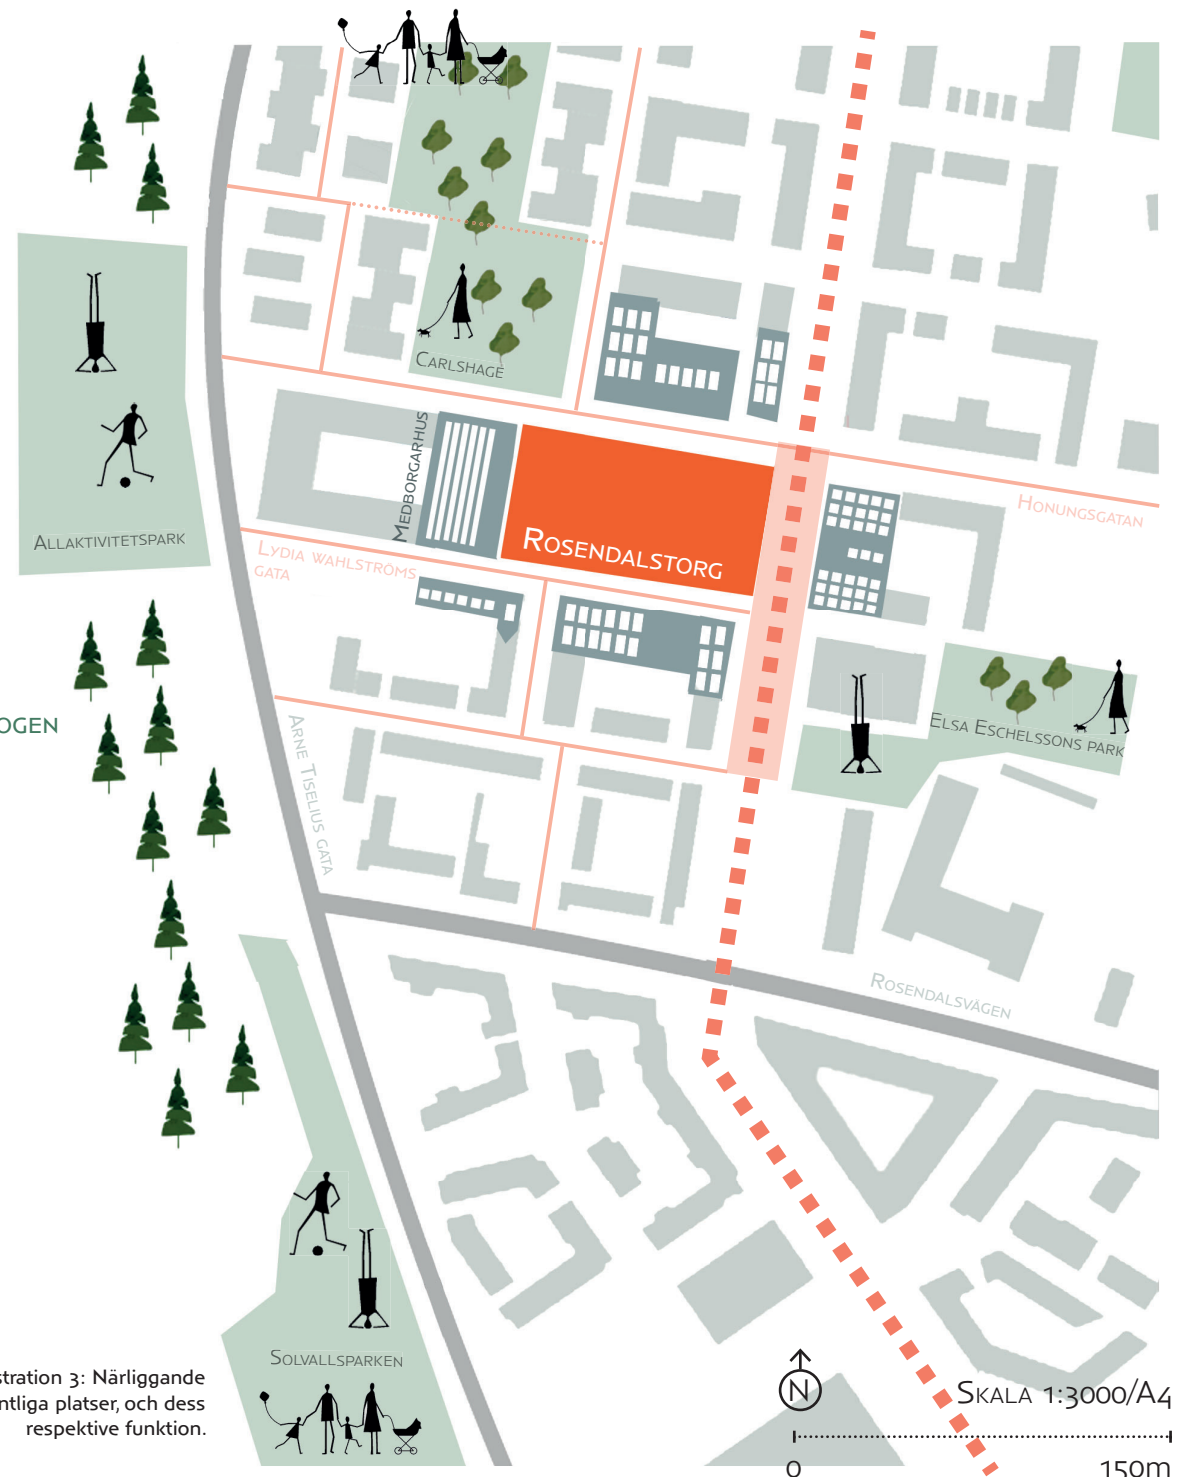 Carlshage
Medborgarhus
Rosendalstorg
Honungsgatan
Allaktivitetspark
Lydia Wahlströms
gata
Elsa Eschelssons park
ogen
Arne Tiselius gata
Rosendalsvägen
Solvallsparken
stration 3: Närliggande
ntliga platser, och dess
respektive funktion.
N
Skala 1:3000/A4
0 150m